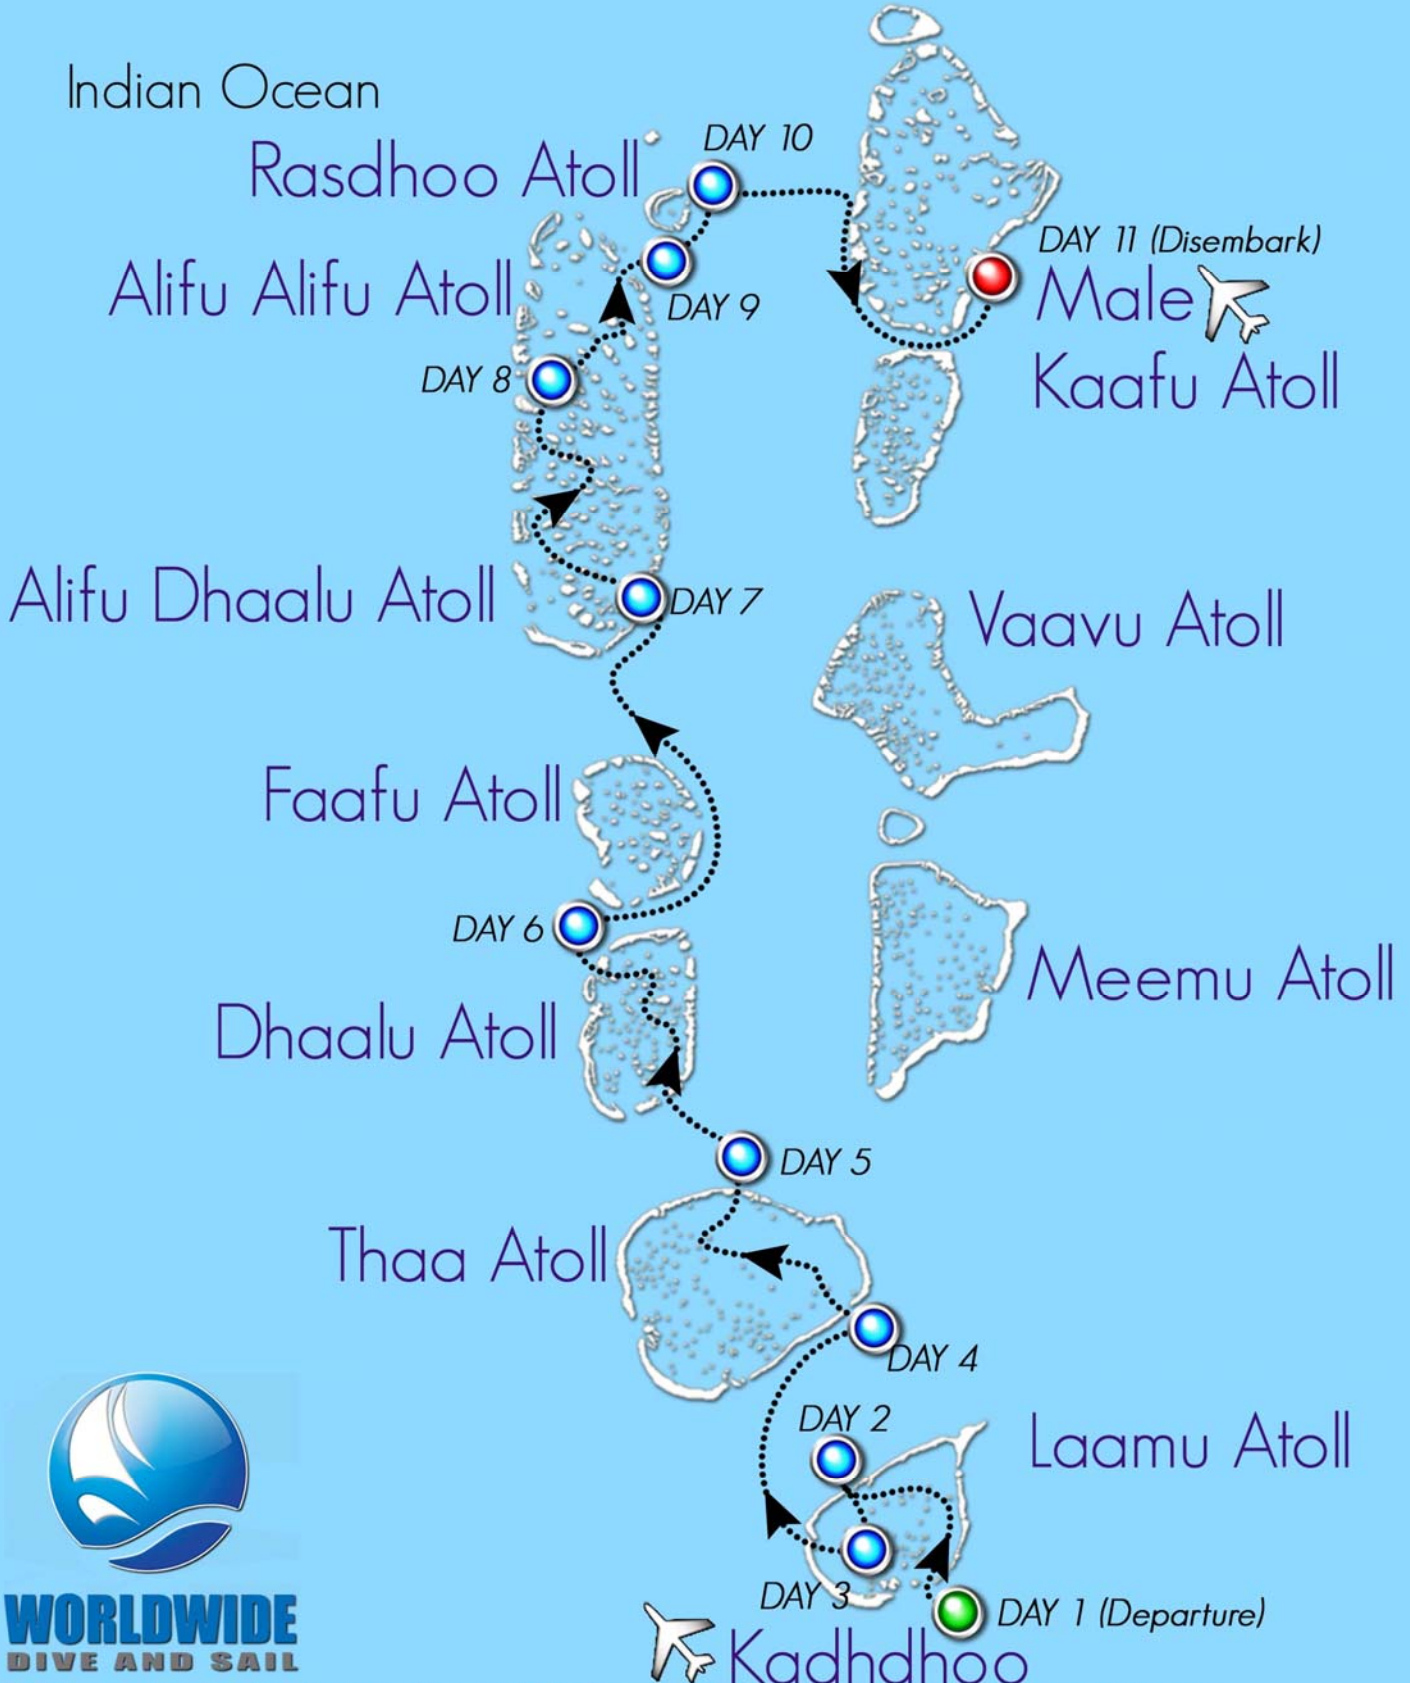 Indian Ocean
DAY 10
Rasdhoo Atoll
DAY 11 (Disembark)
Alifu Alifu Atoll
Male
DAY 9
Kaafu Atoll
DAY 8
Alifu Dhaalu Atoll
DAY 7
Vaavu Atoll
Faafu Atoll
DAY 6
Meemu Atoll
Dhaalu Atoll
DAY 5
Thaa Atoll
DAY 4
DAY 2
Laamu Atoll
DAY 3
DAY 1 (Departure)
Kadhdhoo
WORLDWIDE
DIVE AND SAIL